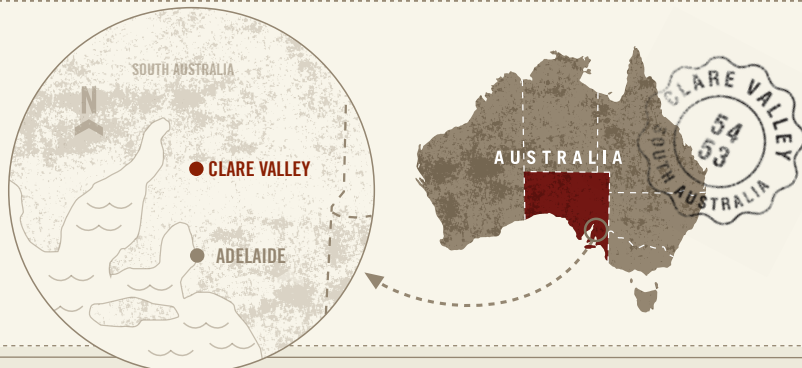 SOUTH AUSTRALIA
N
CLARE VALLEY
ADELAIDE
AUSTRALIA
CLARE VALLEY
54
53
SOUTH AUSTRALIA